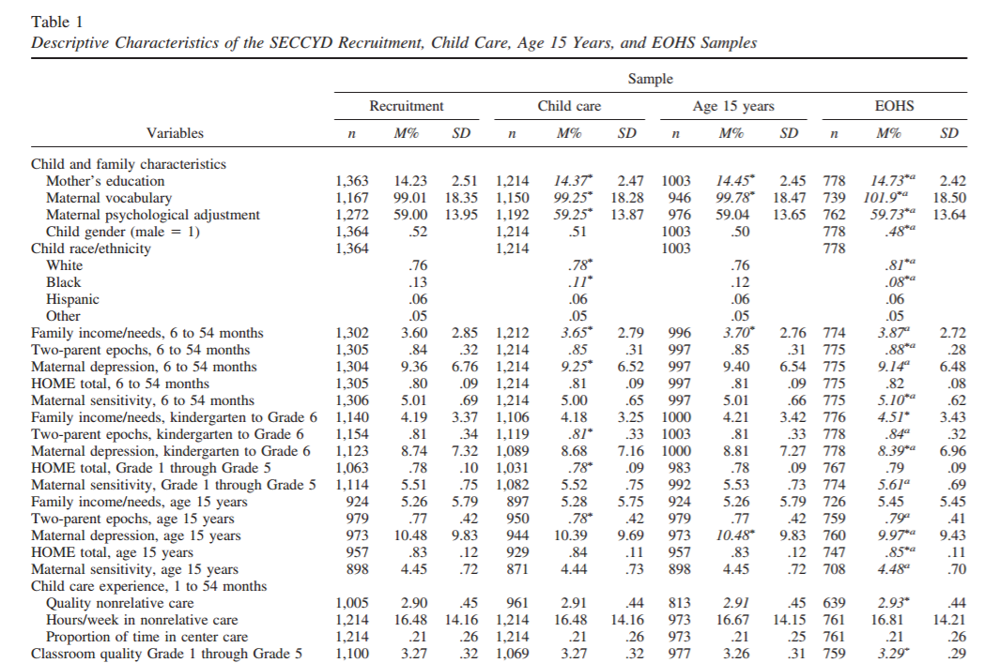 Table 1
Descriptive Characteristics of the SECCYD Recruitment, Child Care, Age 15 Years, and EOHS Samples
Sample
Recruitment Child care Age 15 years EOHS
Variables n M% SD n M% SD n M% SD n M% SD
Child and family characteristics
Mother's education 1,363 14.23 2.51 1,214 14.37* 2.47 1003 14.45* 2.45 778 14.73*a 2.42
Maternal vocabulary 1,167 99.01 18.35 1,150 99.25* 18.28 946 99.78* 18.47 739 101.9*a 18.50
Maternal psychological adjustment 1,272 59.00 13.95 1,192 59.25* 13.87 976 59.04 13.65 762 59.73*a 13.64
Child gender (male = 1) 1,364 .52 1,214 .51 1003 .50 778 .48*a
Child race/ethnicity 1,364 1,214 1003 778
White .76 .78* .76 .81*a
Black .13 .11* .12 .08*a
Hispanic .06 .06 .06 .06
Other .05 .05 .05 .05
Family income/needs, 6 to 54 months 1,302 3.60 2.85 1,212 3.65* 2.79 996 3.70* 2.76 774 3.87a 2.72
Two-parent epochs, 6 to 54 months 1,305 .84 .32 1,214 .85 .31 997 .85 .31 775 .88*a .28
Maternal depression, 6 to 54 months 1,304 9.36 6.76 1,214 9.25* 6.52 997 9.40 6.54 775 9.14a 6.48
HOME total, 6 to 54 months 1,305 .80 .09 1,214 .81 .09 997 .81 .09 775 .82 .08
Maternal sensitivity, 6 to 54 months 1,306 5.01 .69 1,214 5.00 .65 997 5.01 .66 775 5.10*a .62
Family income/needs, kindergarten to Grade 6 1,140 4.19 3.37 1,106 4.18 3.25 1000 4.21 3.42 776 4.51* 3.43
Two-parent epochs, kindergarten to Grade 6 1,154 .81 .34 1,119 .81* .33 1003 .81 .33 778 .84a .32
Maternal depression, kindergarten to Grade 6 1,123 8.74 7.32 1,089 8.68 7.16 1000 8.81 7.27 778 8.39*a 6.96
HOME total, Grade 1 through Grade 5 1,063 .78 .10 1,031 .78* .09 983 .78 .09 767 .79 .09
Maternal sensitivity, Grade 1 through Grade 5 1,114 5.51 .75 1,082 5.52 .75 992 5.53 .73 774 5.61a .69
Family income/needs, age 15 years 924 5.26 5.79 897 5.28 5.75 924 5.26 5.79 726 5.45 5.45
Two-parent epochs, age 15 years 979 .77 .42 950 .78* .42 979 .77 .42 759 .79a .41
Maternal depression, age 15 years 973 10.48 9.83 944 10.39 9.69 973 10.48* 9.83 760 9.97*a 9.43
HOME total, age 15 years 957 .83 .12 929 .84 .11 957 .83 .12 747 .85*a .11
Maternal sensitivity, age 15 years 898 4.45 .72 871 4.44 .73 898 4.45 .72 708 4.48a .70
Child care experience, 1 to 54 months
Quality nonrelative care 1,005 2.90 .45 961 2.91 .44 813 2.91 .45 639 2.93* .44
Hours/week in nonrelative care 1,214 16.48 14.16 1,214 16.48 14.16 973 16.67 14.15 761 16.81 14.21
Proportion of time in center care 1,214 .21 .26 1,214 .21 .26 973 .21 .25 761 .21 .26
Classroom quality Grade 1 through Grade 5 1,100 3.27 .32 1,069 3.27 .32 977 3.26 .31 759 3.29* .29